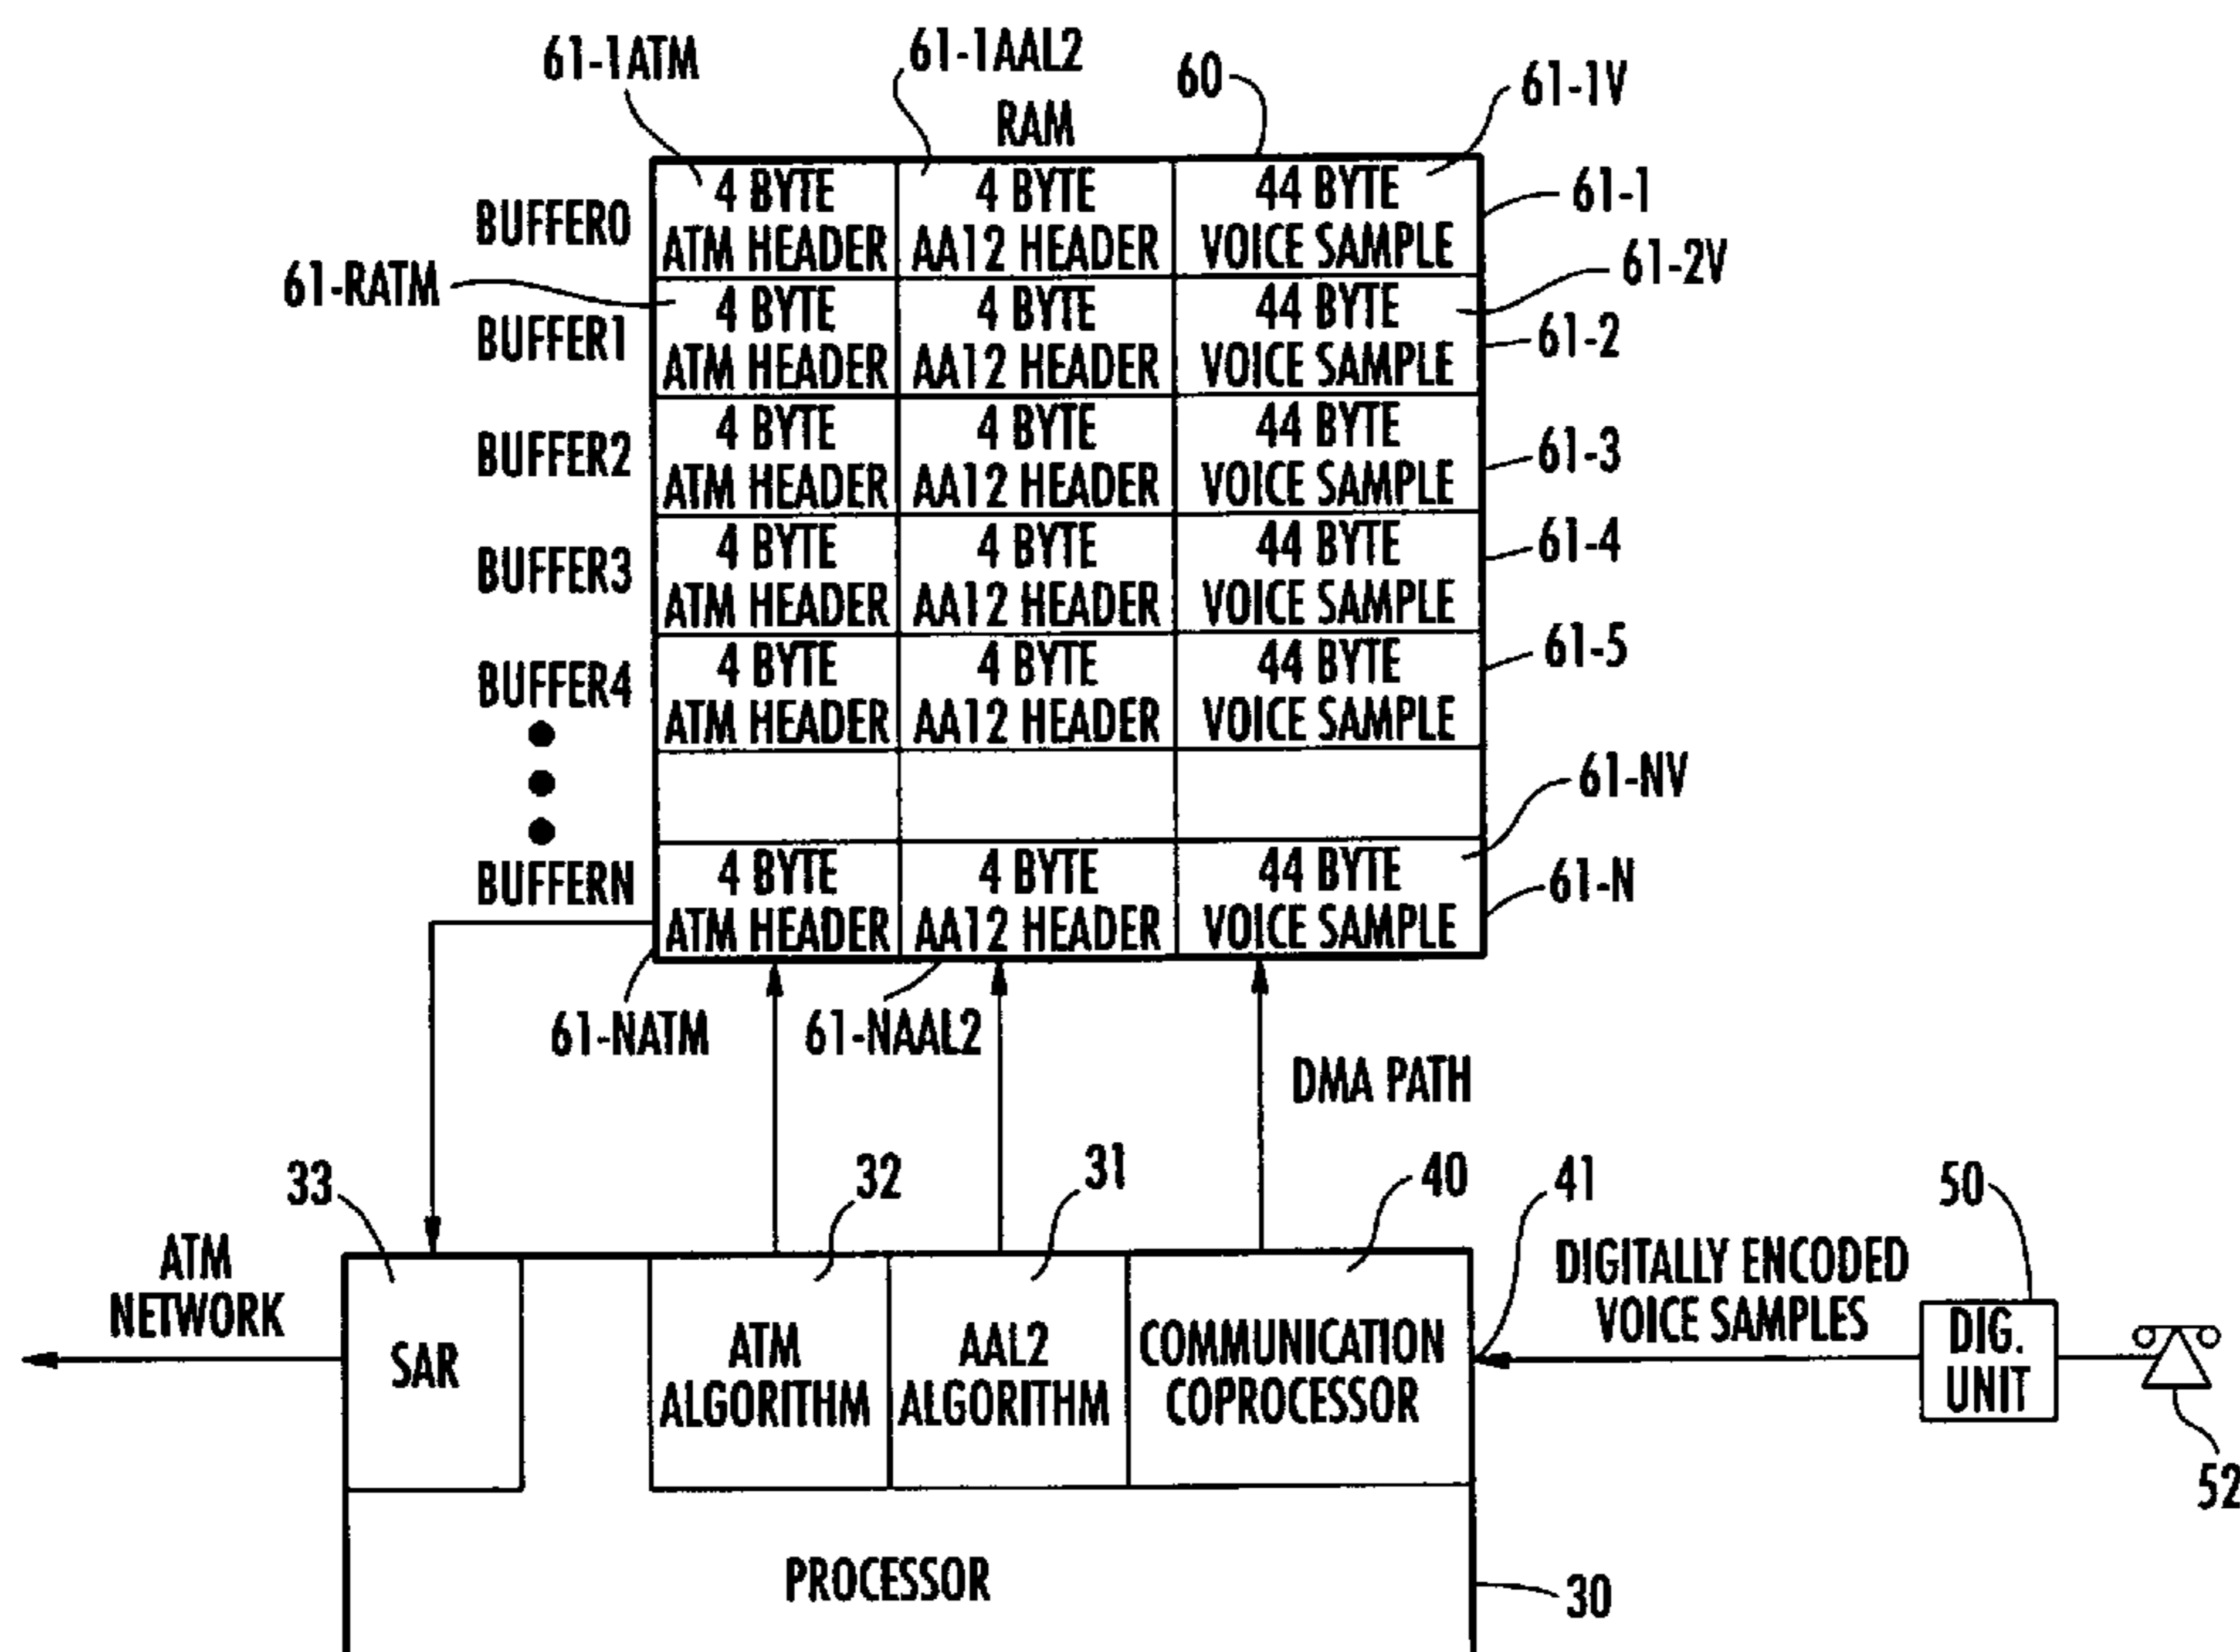 61-1ATM
61-1AAL2
60
61-1V
RAM
BUFFER0
4 BYTE
ATM HEADER
4 BYTE
AA12 HEADER
44 BYTE
VOICE SAMPLE
61-1
61-RATM
BUFFER1
4 BYTE
ATM HEADER
4 BYTE
AA12 HEADER
44 BYTE
VOICE SAMPLE
61-2V
61-2
BUFFER2
4 BYTE
ATM HEADER
4 BYTE
AA12 HEADER
44 BYTE
VOICE SAMPLE
61-3
BUFFER3
4 BYTE
ATM HEADER
4 BYTE
AA12 HEADER
44 BYTE
VOICE SAMPLE
61-4
BUFFER4
4 BYTE
ATM HEADER
4 BYTE
AA12 HEADER
44 BYTE
VOICE SAMPLE
61-5
61-NV
BUFFERN
4 BYTE
ATM HEADER
4 BYTE
AA12 HEADER
44 BYTE
VOICE SAMPLE
61-N
61-NATM
61-NAAL2
DMA PATH
33
32
31
40
41
50
ATM
NETWORK
SAR
ATM
ALGORITHM
AAL2
ALGORITHM
COMMUNICATION
COPROCESSOR
DIGITALLY ENCODED
VOICE SAMPLES
DIG.
UNIT
52
PROCESSOR
30